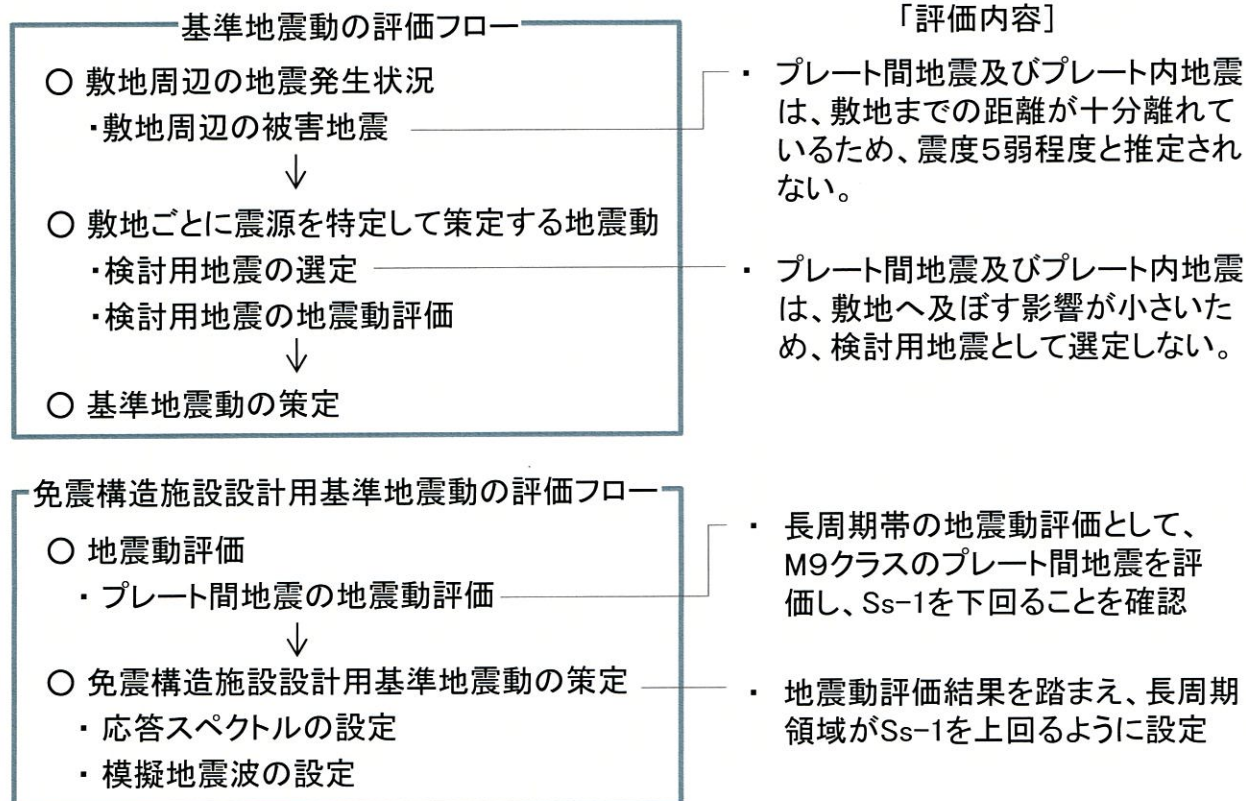 基準地震動の評価フロー
○ 敷地周辺の地震発生状況
・敷地周辺の被害地震
↓
○ 敷地ごとに震源を特定して策定する地震動
・検討用地震の選定
・検討用地震の地震動評価
↓
○ 基準地震動の策定
「評価内容]
・ プレート間地震及びプレート内地震
は、敷地までの距離が十分離れて
いるため、震度5弱程度と推定され
ない。
・ プレート間地震及びプレート内地震
は、敷地へ及ぼす影響が小さいた
め、検討用地震として選定しない。
免震構造施設設計用基準地震動の評価フロー
○ 地震動評価
・ プレート間地震の地震動評価
↓
○ 免震構造施設設計用基準地震動の策定
・ 応答スペクトルの設定
・ 模擬地震波の設定
・ 長周期帯の地震動評価として、
M9クラスのプレート間地震を評
価し、Ss-1を下回ることを確認
・ 地震動評価結果を踏まえ、長周期
領域がSs-1を上回るように設定